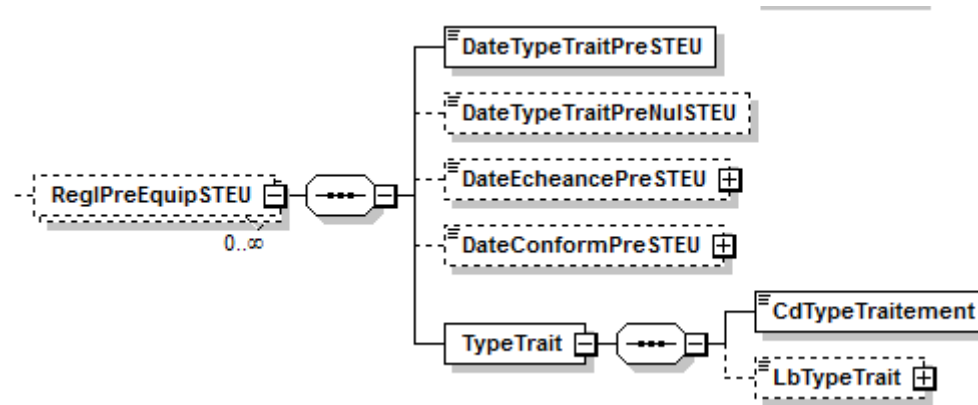 DateTypeTraitPreSTEU
DateTypeTraitPreNulSTEU
DateEcheancePreSTEU
ReglPreEquipSTEU
0..∞
DateConformPreSTEU
CdTypeTraitement
TypeTrait
LbTypeTrait